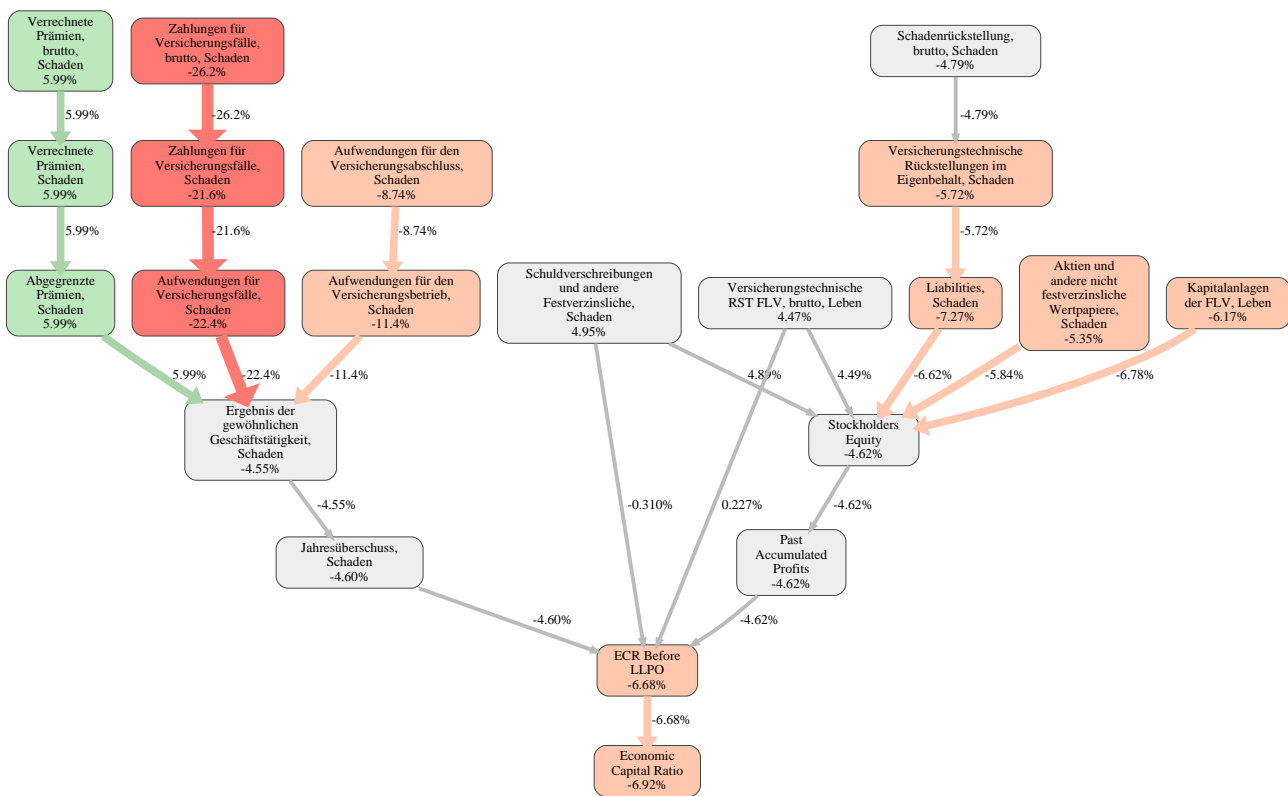 Verrechnete
Prämien,
brutto,
Schaden
5.99%
Zahlungen für
Versicherungsfälle,
brutto, Schaden
-26.2%
Schadenrückstellung,
brutto, Schaden
-4.79%
5.99%
-26.2%
-4.79%
Verrechnete
Prämien,
Schaden
5.99%
Zahlungen für
Versicherungsfälle,
Schaden
-21.6%
Aufwendungen für den
Versicherungsabschluss,
Schaden
-8.74%
Versicherungstechnische
Rückstellungen im
Eigenbehalt, Schaden
-5.72%
5.99%
-21.6%
-8.74%
-5.72%
Abgegrenzte
Prämien,
Schaden
5.99%
Aufwendungen für
Versicherungsfälle,
Schaden
-22.4%
Aufwendungen für den
Versicherungsbetrieb,
Schaden
-11.4%
Schuldverschreibungen
und andere
Festverzinsliche,
Schaden
4.95%
Versicherungstechnische
RST FLV, brutto, Leben
4.47%
Liabilities,
Schaden
-7.27%
Aktien und
andere nicht
festverzinsliche
Wertpapiere,
Schaden
-5.35%
Kapitalanlagen
der FLV, Leben
-6.17%
5.99%
-22.4%
-11.4%
4.89%
4.49%
-6.62%
-5.84%
-6.78%
Ergebnis der
gewöhnlichen
Geschäftstätigkeit,
Schaden
-4.55%
Stockholders
Equity
-4.62%
-4.55%
-0.310%
0.227%
-4.62%
Jahresüberschuss,
Schaden
-4.60%
Past
Accumulated
Profits
-4.62%
-4.60%
-4.62%
ECR Before
LLPO
-6.68%
-6.68%
Economic
Capital Ratio
-6.92%